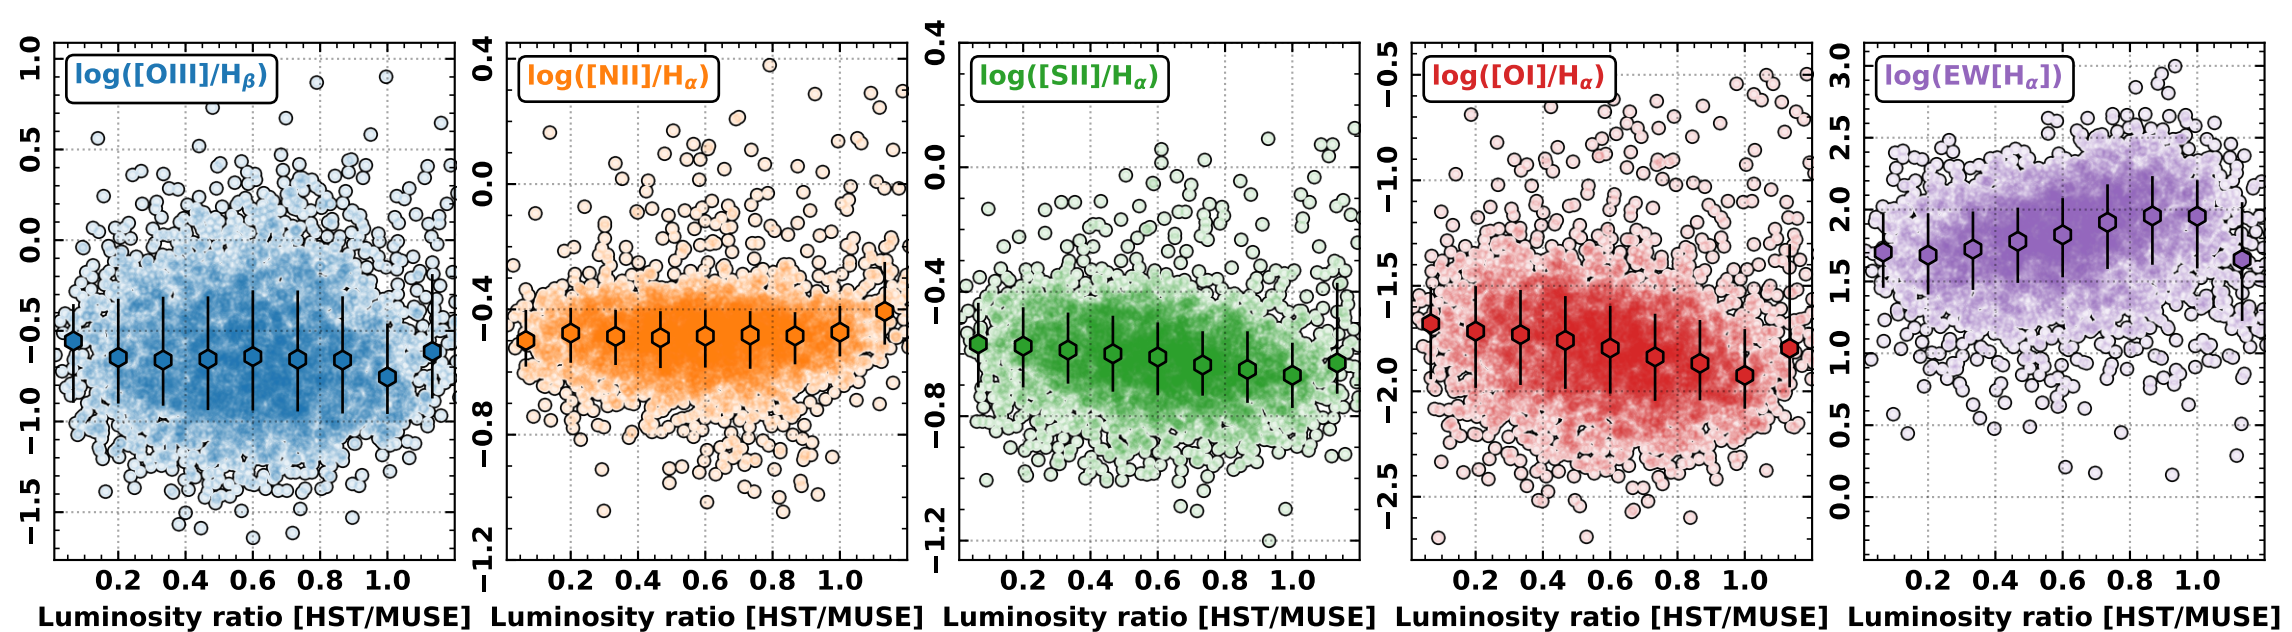 log([OIII]/Hβ)
1.0
0.5
0.0
−0.5
−1.0
−1.5
0.2 0.4 0.6 0.8 1.0
Luminosity ratio [HST/MUSE]
log([NII]/Hα)
0.4
0.0
−0.4
−0.8
−1.2
0.2 0.4 0.6 0.8 1.0
Luminosity ratio [HST/MUSE]
log([SII]/Hα)
0.4
0.0
−0.4
−0.8
−1.2
0.2 0.4 0.6 0.8 1.0
Luminosity ratio [HST/MUSE]
log([OI]/Hα)
−0.5
−1.0
−1.5
−2.0
−2.5
0.2 0.4 0.6 0.8 1.0
Luminosity ratio [HST/MUSE]
log(EW[Hα])
3.0
2.5
2.0
1.5
1.0
0.5
0.0
0.2 0.4 0.6 0.8 1.0
Luminosity ratio [HST/MUSE]